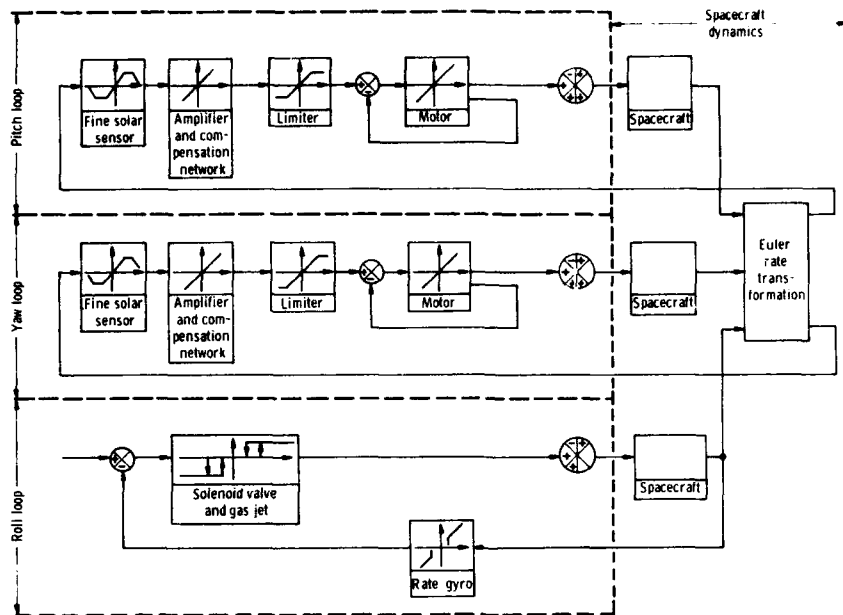 Spacecraft
dynamics
Pitch loop
Fine solar
sensor
Amplifier
and com-
pensation
network
Limiter
Motor
Spacecraft
Euler
rate
trans-
formation
Yaw loop
Fine solar
sensor
Amplifier
and com-
pensation
network
Limiter
Motor
Spacecraft
Roll loop
Solenoid valve
and gas jet
Spacecraft
Rate gyro